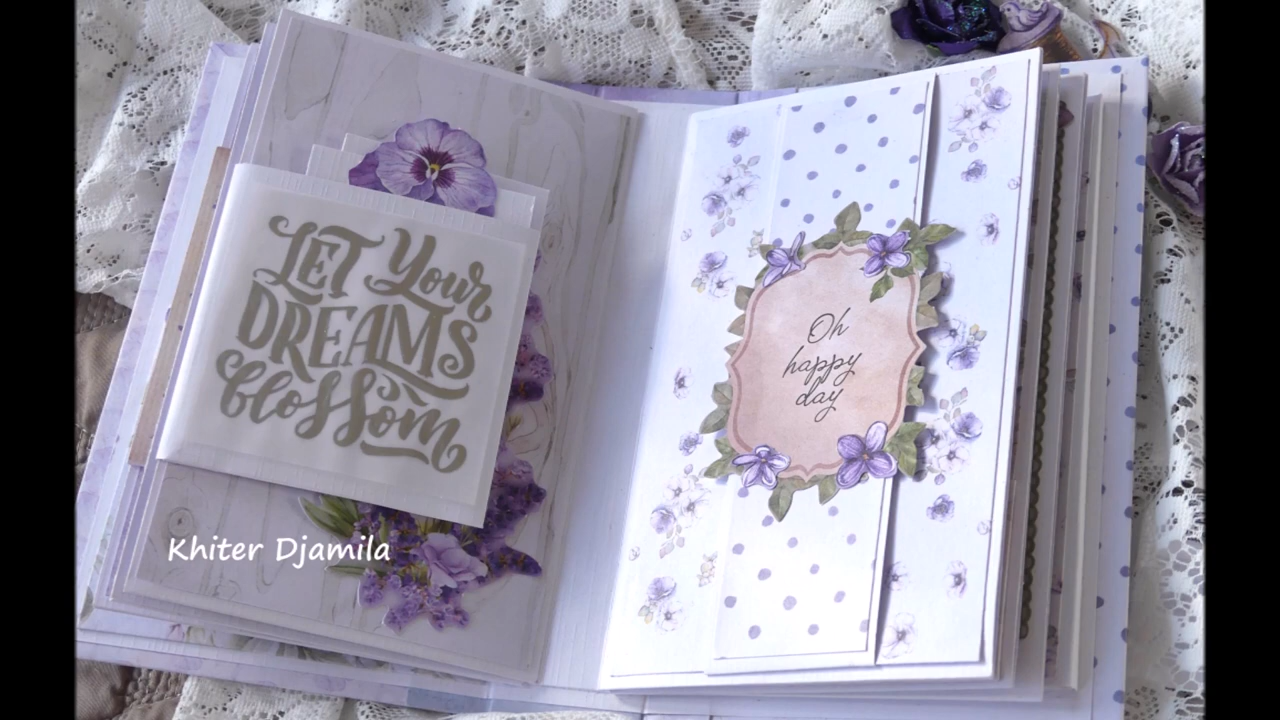 LET Your
DREAMS
blossom
Khiter Djamila
Oh
happy
day